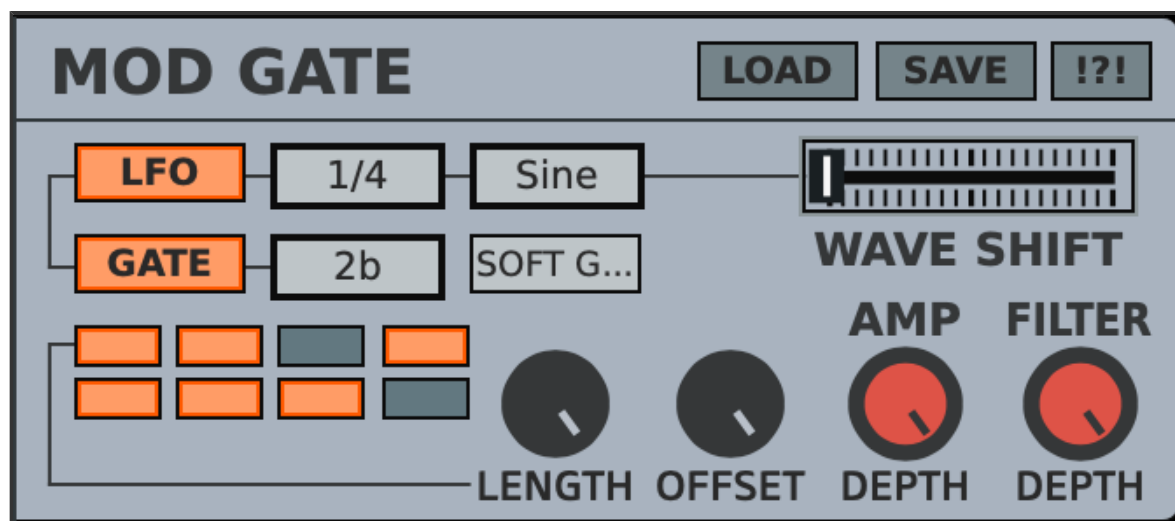 MOD GATE
LOAD SAVE !?!
LFO 1/4 Sine
GATE 2b SOFT G...
WAVE SHIFT
AMP FILTER
LENGTH OFFSET DEPTH DEPTH